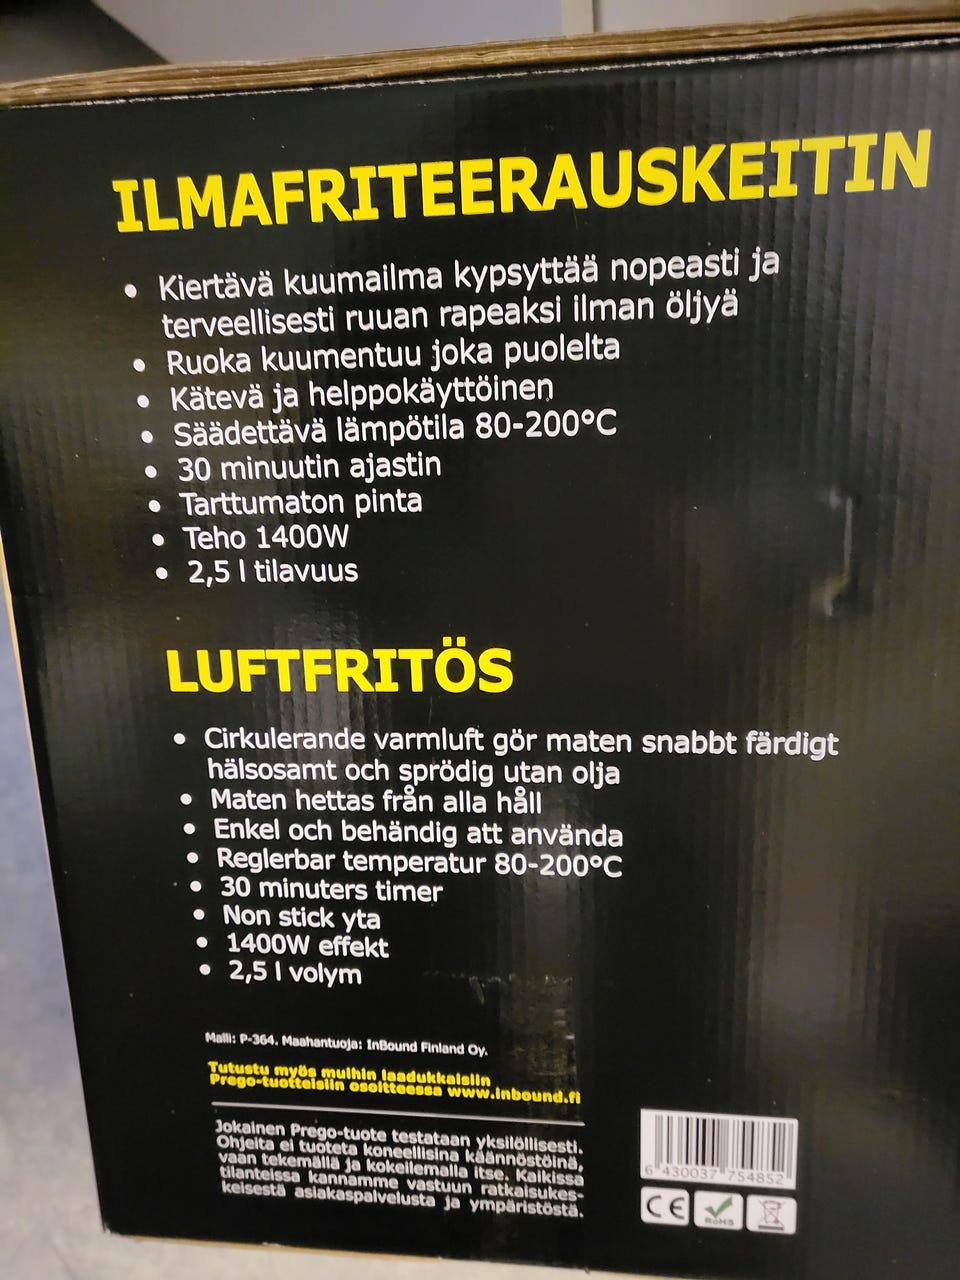 ILMAFRITEERAUSKEITIN
• Kiertävä kuumailma kypsyttää nopeasti ja
terveellisesti ruuan rapeaksi ilman öljyä
• Ruoka kuumentuu joka puolelta
• Kätevä ja helppokäyttöinen
• Säädettävä lämpötila 80-200°C
• 30 minuutin ajastin
• Tarttumaton pinta
• Teho 1400W
• 2,5 l tilavuus
LUFTFRITÖS
• Cirkulerande varmluft gör maten snabbt färdigt
hälsosamt och sprödig utan olja
• Maten hettas från alla håll
• Enkel och behändig att använda
• Reglerbar temperatur 80-200°C
• 30 minuters timer
• Non stick yta
• 1400W effekt
• 2,5 l volym
Malli: P-364. Maahantuoja: InBound Finland Oy.
Tutustu myös muihin laadukkaisiin
Prego-tuotteisiin osoitteessa www.inbound.fi
Jokainen Prego-tuote testataan yksilöllisesti.
Ohjeita ei tuoteta koneellisina käännöstöinä,
vaan tekemällä ja kokeilemalla itse. Kaikissa
tilanteissa kannamme vastuun ratkaisukes-
keisestä asiakaspalvelusta ja ympäristöstä.
6 430037 754852
CE RoHS